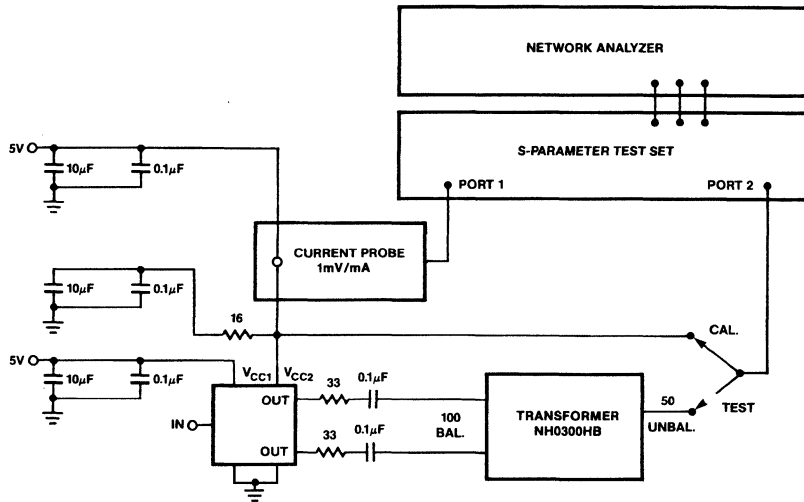 NETWORK ANALYZER
S-PARAMETER TEST SET
PORT 1
PORT 2
5V
10μF
0.1μF
CURRENT PROBE
1mV/mA
10μF
0.1μF
16
CAL.
5V
10μF
0.1μF
VCC1
VCC2
33
0.1μF
OUT
IN
33
0.1μF
OUT
100
BAL.
TRANSFORMER
NH0300HB
50
UNBAL.
TEST